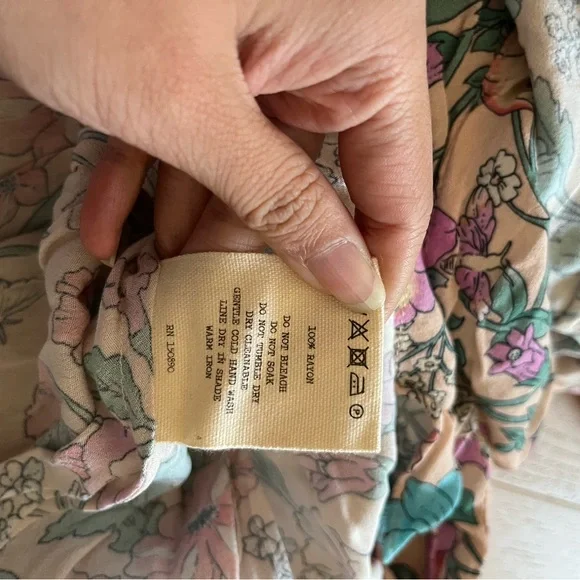 100% RAYON
DO NOT BLEACH
DO NOT SOAK
DO NOT TUMBLE DRY
DRY CLEANABLE
GENTLE COLD HAND WASH
LINE DRY IN SHADE
WARM IRON
RN 150890
P